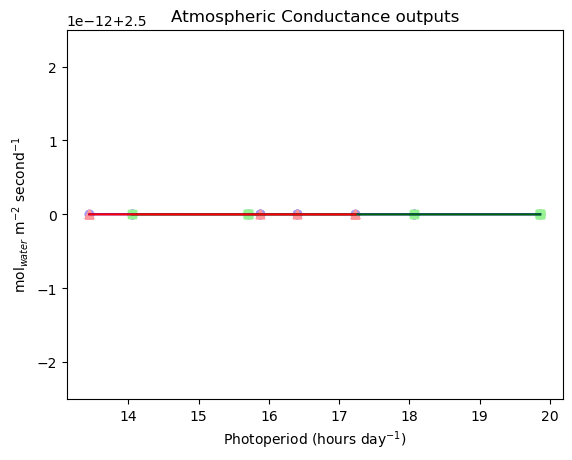 Atmospheric Conductance outputs
1e−12+2.5
2
1
0
−1
−2
mol$_{water}$ m$^{−2}$ second$^{−1}$
14 15 16 17 18 19 20
Photoperiod (hours day$^{−1}$)